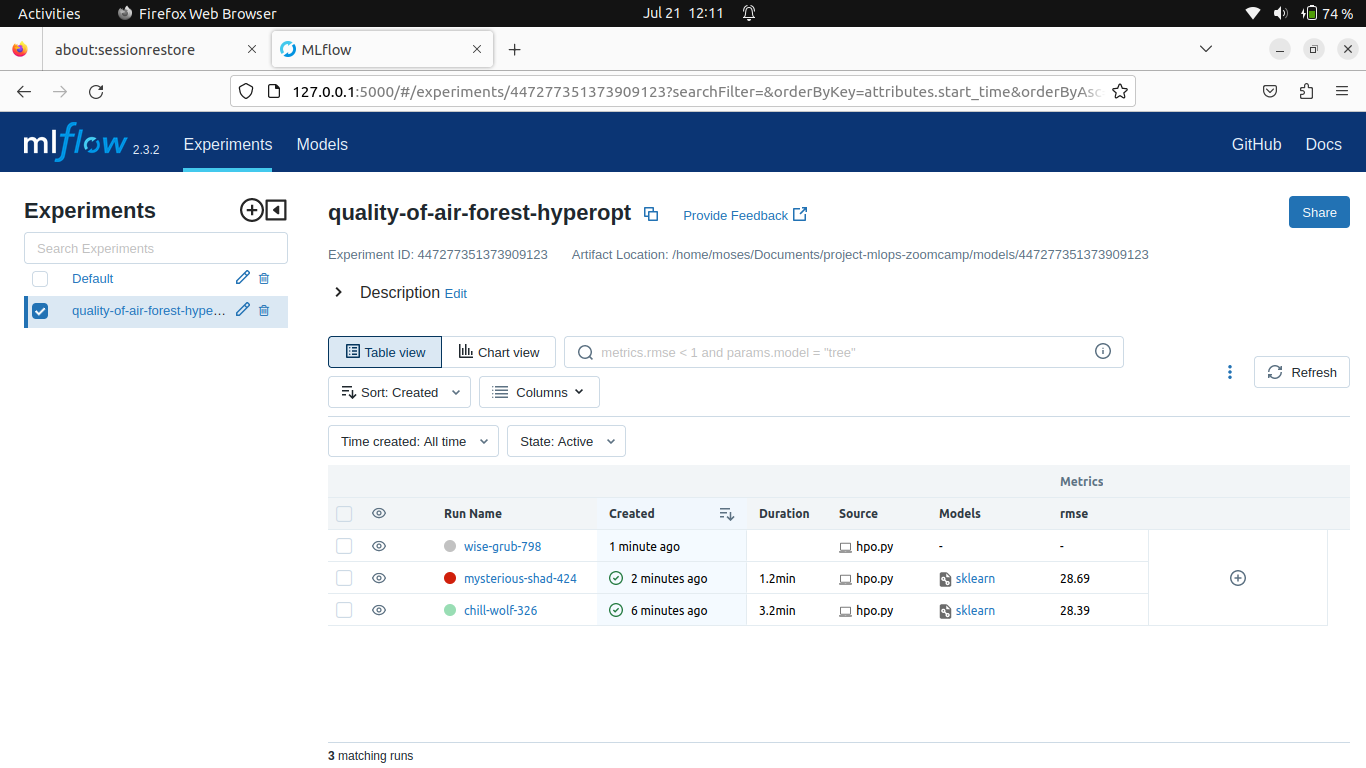 Activities Firefox Web Browser Jul 21 12:11 74 %
about:sessionrestore MLflow
127.0.0.1:5000/#/experiments/447277351373909123?searchFilter=&orderByKey=attributes.start_time&orderByAsc
mlflow 2.3.2 Experiments Models GitHub Docs
Experiments
Search Experiments
Default
quality-of-air-forest-hype...
quality-of-air-forest-hyperopt Provide Feedback Share
Experiment ID: 447277351373909123 Artifact Location: /home/moses/Documents/project-mlops-zoomcamp/models/447277351373909123
Description Edit
Table view Chart view metrics.rmse < 1 and params.model = "tree"
Refresh
Sort: Created Columns
Time created: All time State: Active
Metrics
Run Name Created Duration Source Models rmse
wise-grub-798 1 minute ago hpo.py - -
mysterious-shad-424 2 minutes ago 1.2min hpo.py sklearn 28.69
chill-wolf-326 6 minutes ago 3.2min hpo.py sklearn 28.39
3 matching runs